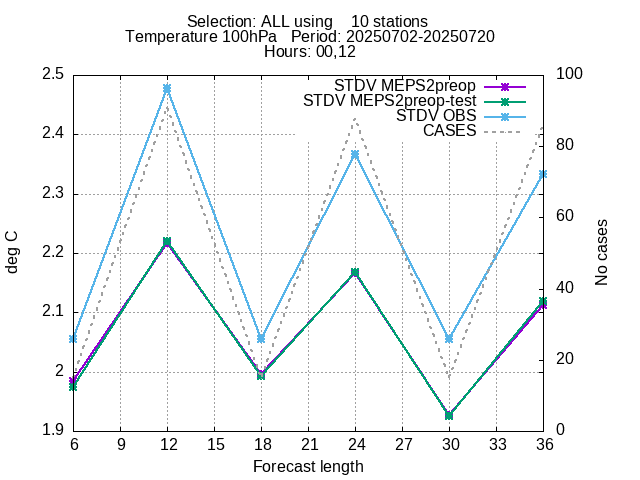 Selection: ALL using    10 stations
Temperature 100hPa   Period: 20250702-20250720
Hours: 00,12
STDV MEPS2preop
STDV MEPS2preop-test
STDV OBS
CASES
deg C
2.5
2.4
2.3
2.2
2.1
2
1.9
100
80
60
40
20
0
No cases
6 9 12 15 18 21 24 27 30 33 36
Forecast length